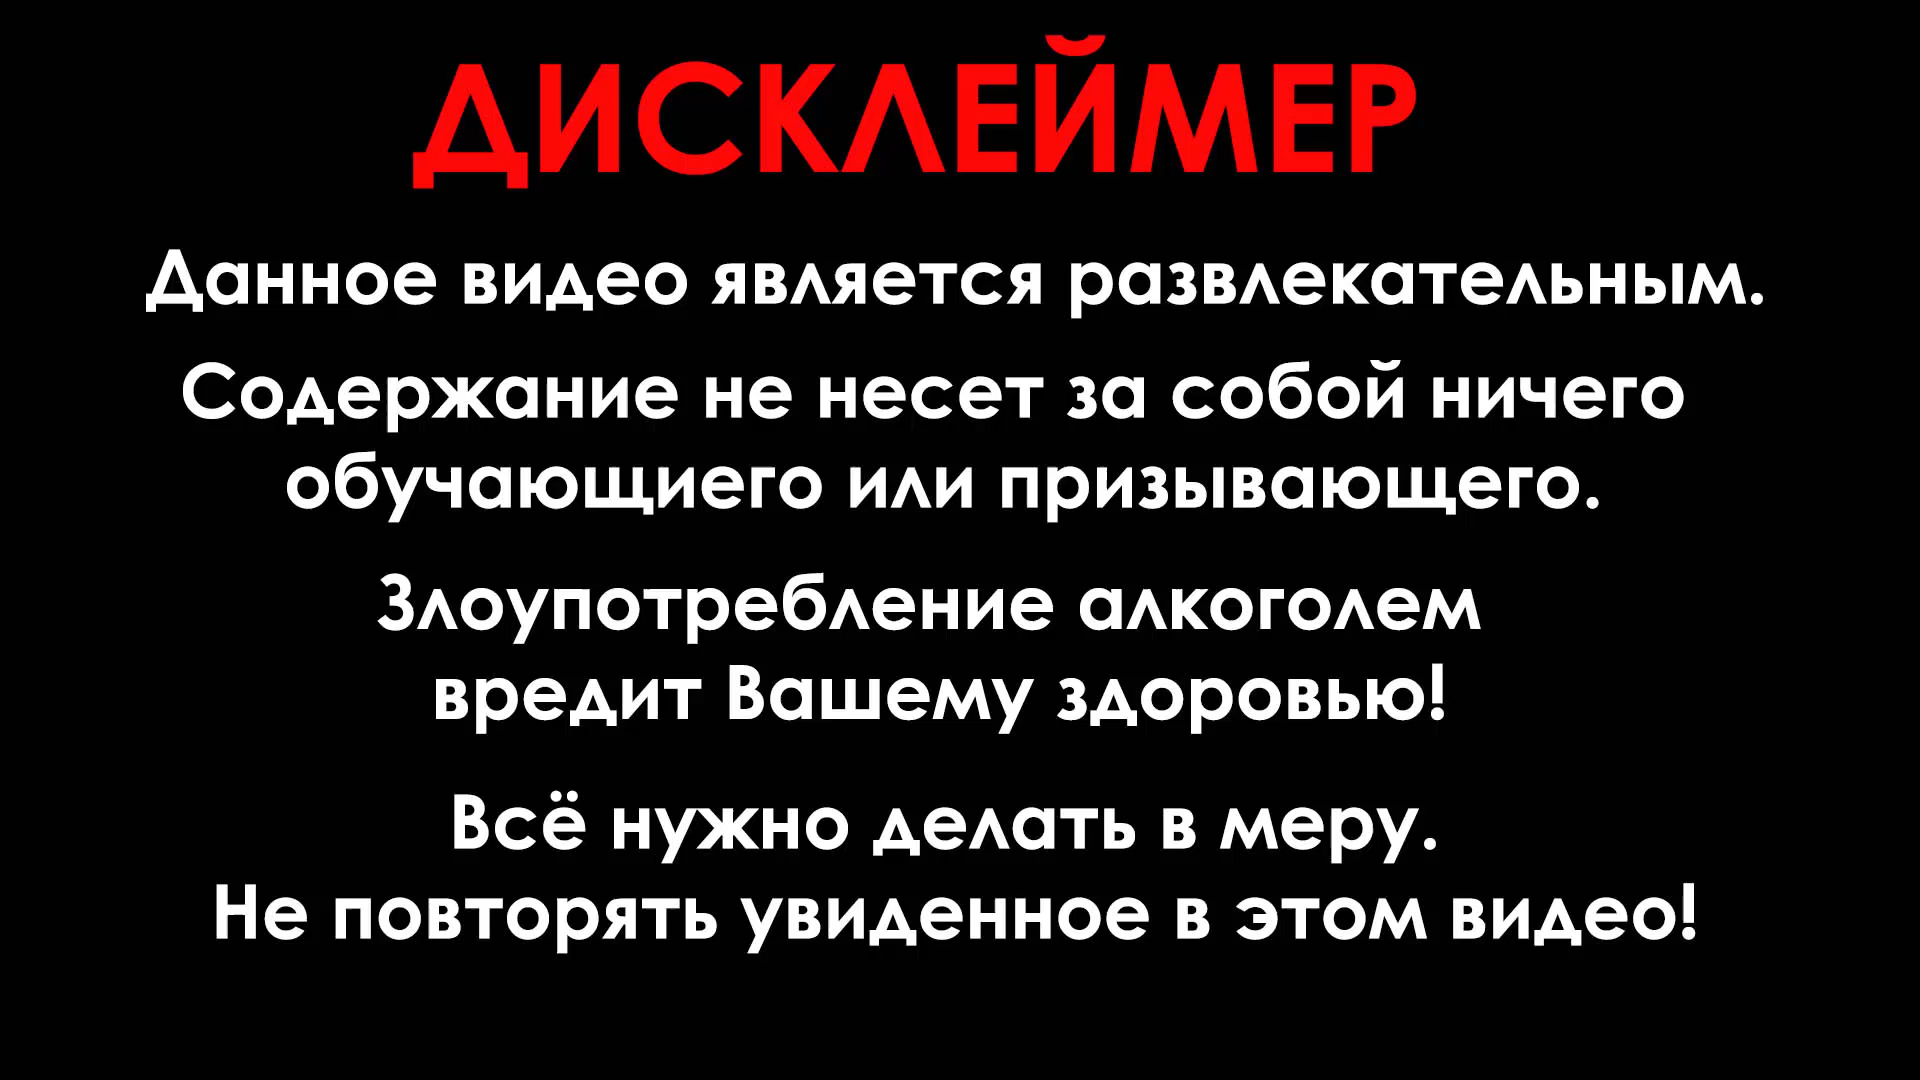 ДИСКЛЕЙМЕР
Данное видео является развлекательным.
Содержание не несет за собой ничего
обучающиего или призывающего.
Злоупотребление алкоголем
вредит Вашему здоровью!
Всё нужно делать в меру.
Не повторять увиденное в этом видео!